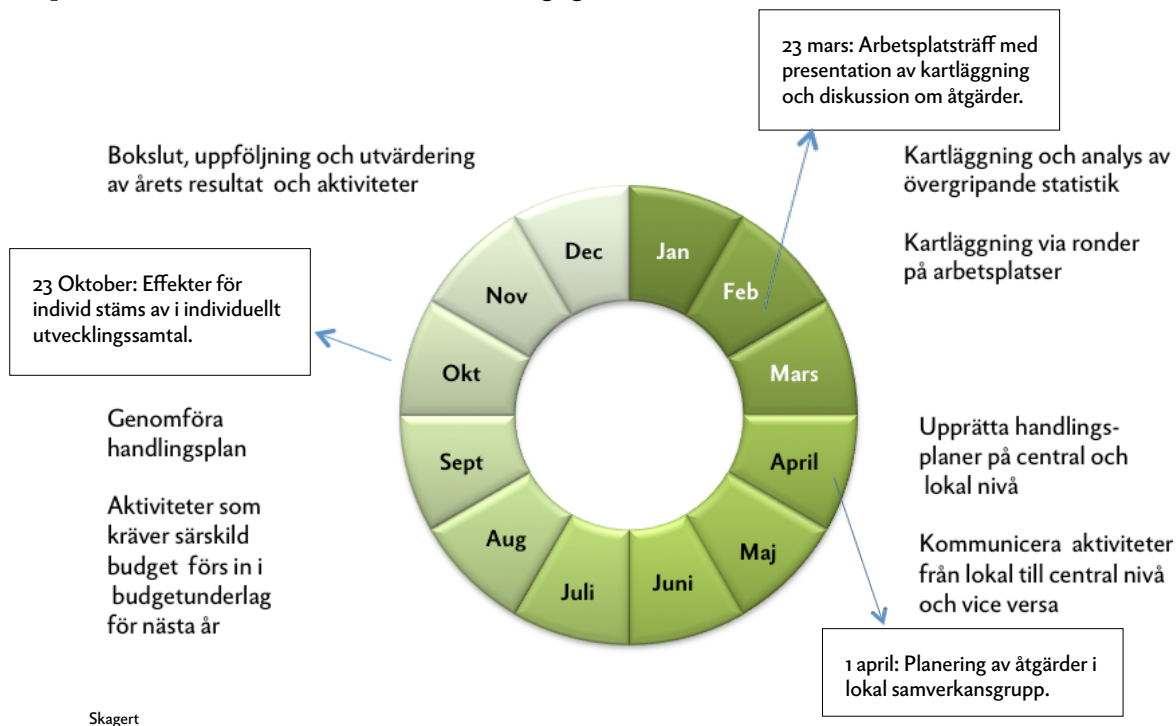 23 mars: Arbetsplatsträff med
presentation av kartläggning
och diskussion om åtgärder.
Bokslut, uppföljning och utvärdering
av årets resultat och aktiviteter
Kartläggning och analys av
övergripande statistik
Kartläggning via ronder
på arbetsplatser
23 Oktober: Effekter för
individ stäms av i individuellt
utvecklingssamtal.
Jan
Feb
Mars
April
Maj
Juni
Juli
Aug
Sept
Okt
Nov
Dec
Genomföra
handlingsplan
Aktiviteter som
kräver särskild
budget förs in i
budgetunderlag
för nästa år
Upprätta handlings-
planer på central och
lokal nivå
Kommunicera aktiviteter
från lokal till central nivå
och vice versa
1 april: Planering av åtgärder i
lokal samverkansgrupp.
Skagert